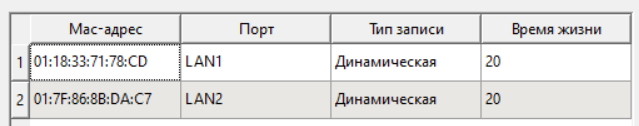 Mac-адрес Порт Тип записи Время жизни
1 01:18:33:71:78:CD LAN1 Динамическая 20
2 01:7F:86:8B:DA:C7 LAN2 Динамическая 20